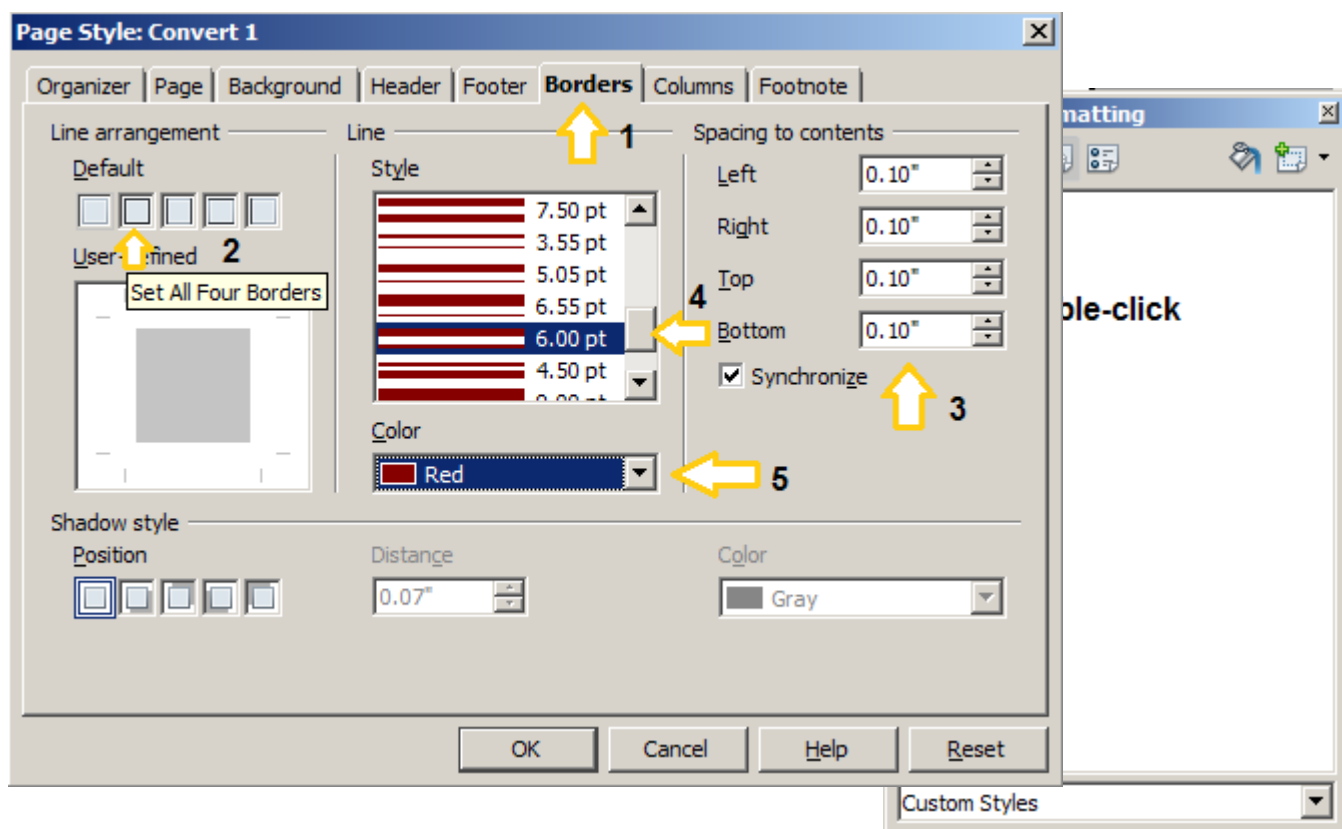 Page Style: Convert 1
Organizer Page Background Header Footer Borders Columns Footnote
1
Line arrangement
Default
2
User-
fined
Set All Four Borders
Line
Style
7.50 pt
3.55 pt
5.05 pt
6.55 pt
6.00 pt
4.50 pt
4
Color
Red
5
Spacing to contents
Left 0.10"
Right 0.10"
Top 0.10"
Bottom 0.10"
Synchronize
3
Shadow style
Position
Distance
0.07"
Color
Gray
OK Cancel Help Reset
matting
ble-click
Custom Styles